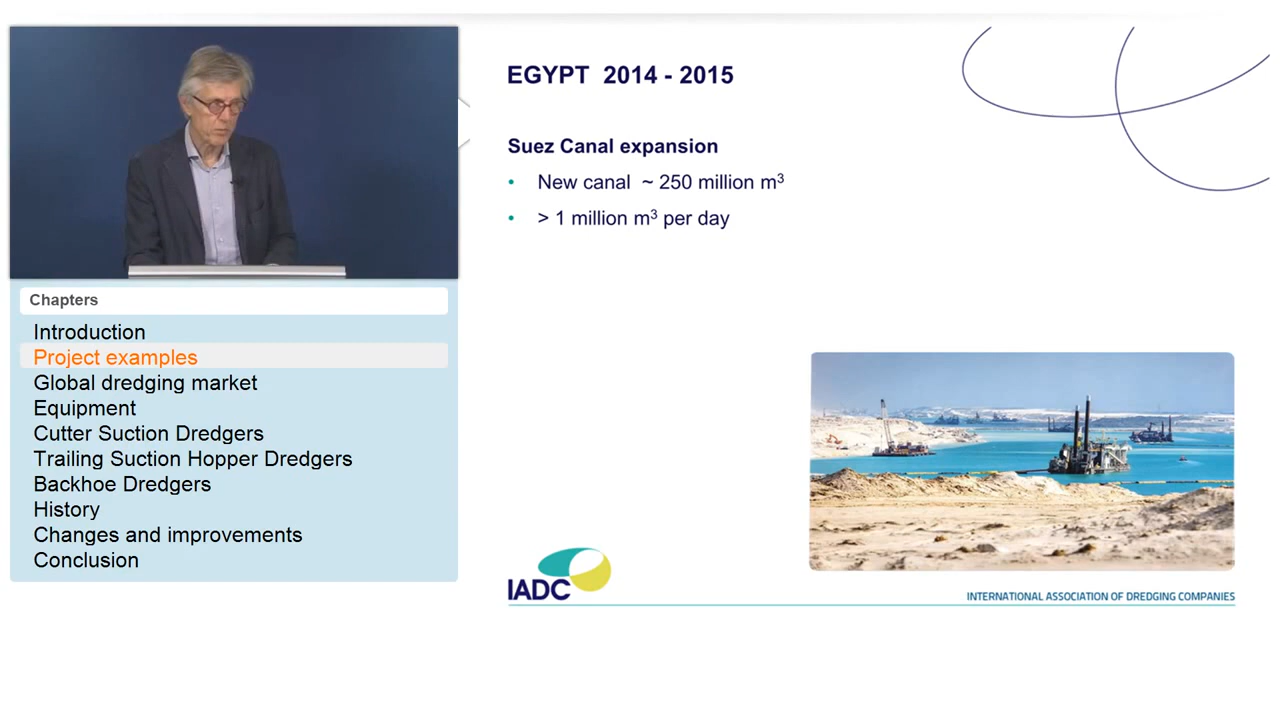 Chapters
Introduction
Project examples
Global dredging market
Equipment
Cutter Suction Dredgers
Trailing Suction Hopper Dredgers
Backhoe Dredgers
History
Changes and improvements
Conclusion
EGYPT 2014 - 2015
Suez Canal expansion
• New canal ~ 250 million m³
• > 1 million m³ per day
IADC
INTERNATIONAL ASSOCIATION OF DREDGING COMPANIES